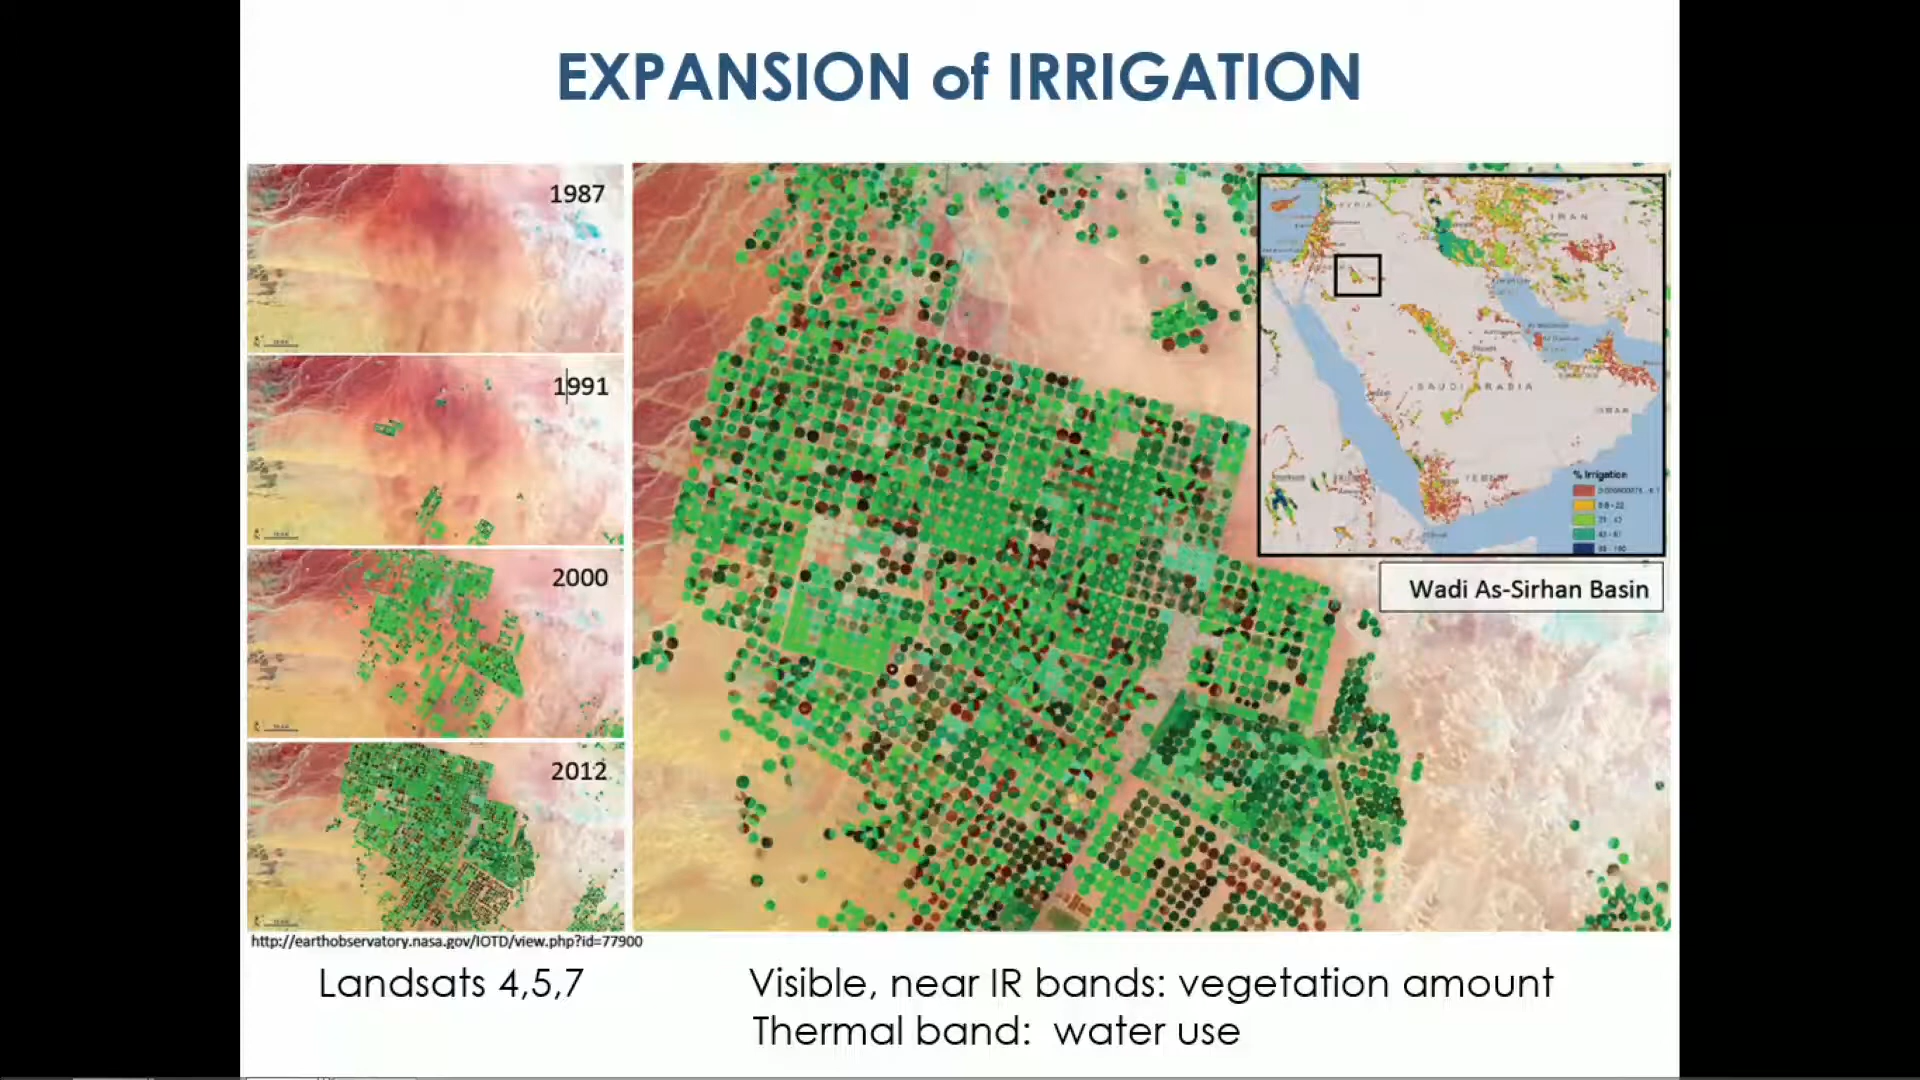 EXPANSION of IRRIGATION
1987
1991
2000
2012
IRAN
SAUDI ARABIA
% Irrigation
Wadi As-Sirhan Basin
http://earthobservatory.nasa.gov/IOTD/view.php?id=77900
Landsats 4,5,7
Visible, near IR bands: vegetation amount
Thermal band: water use